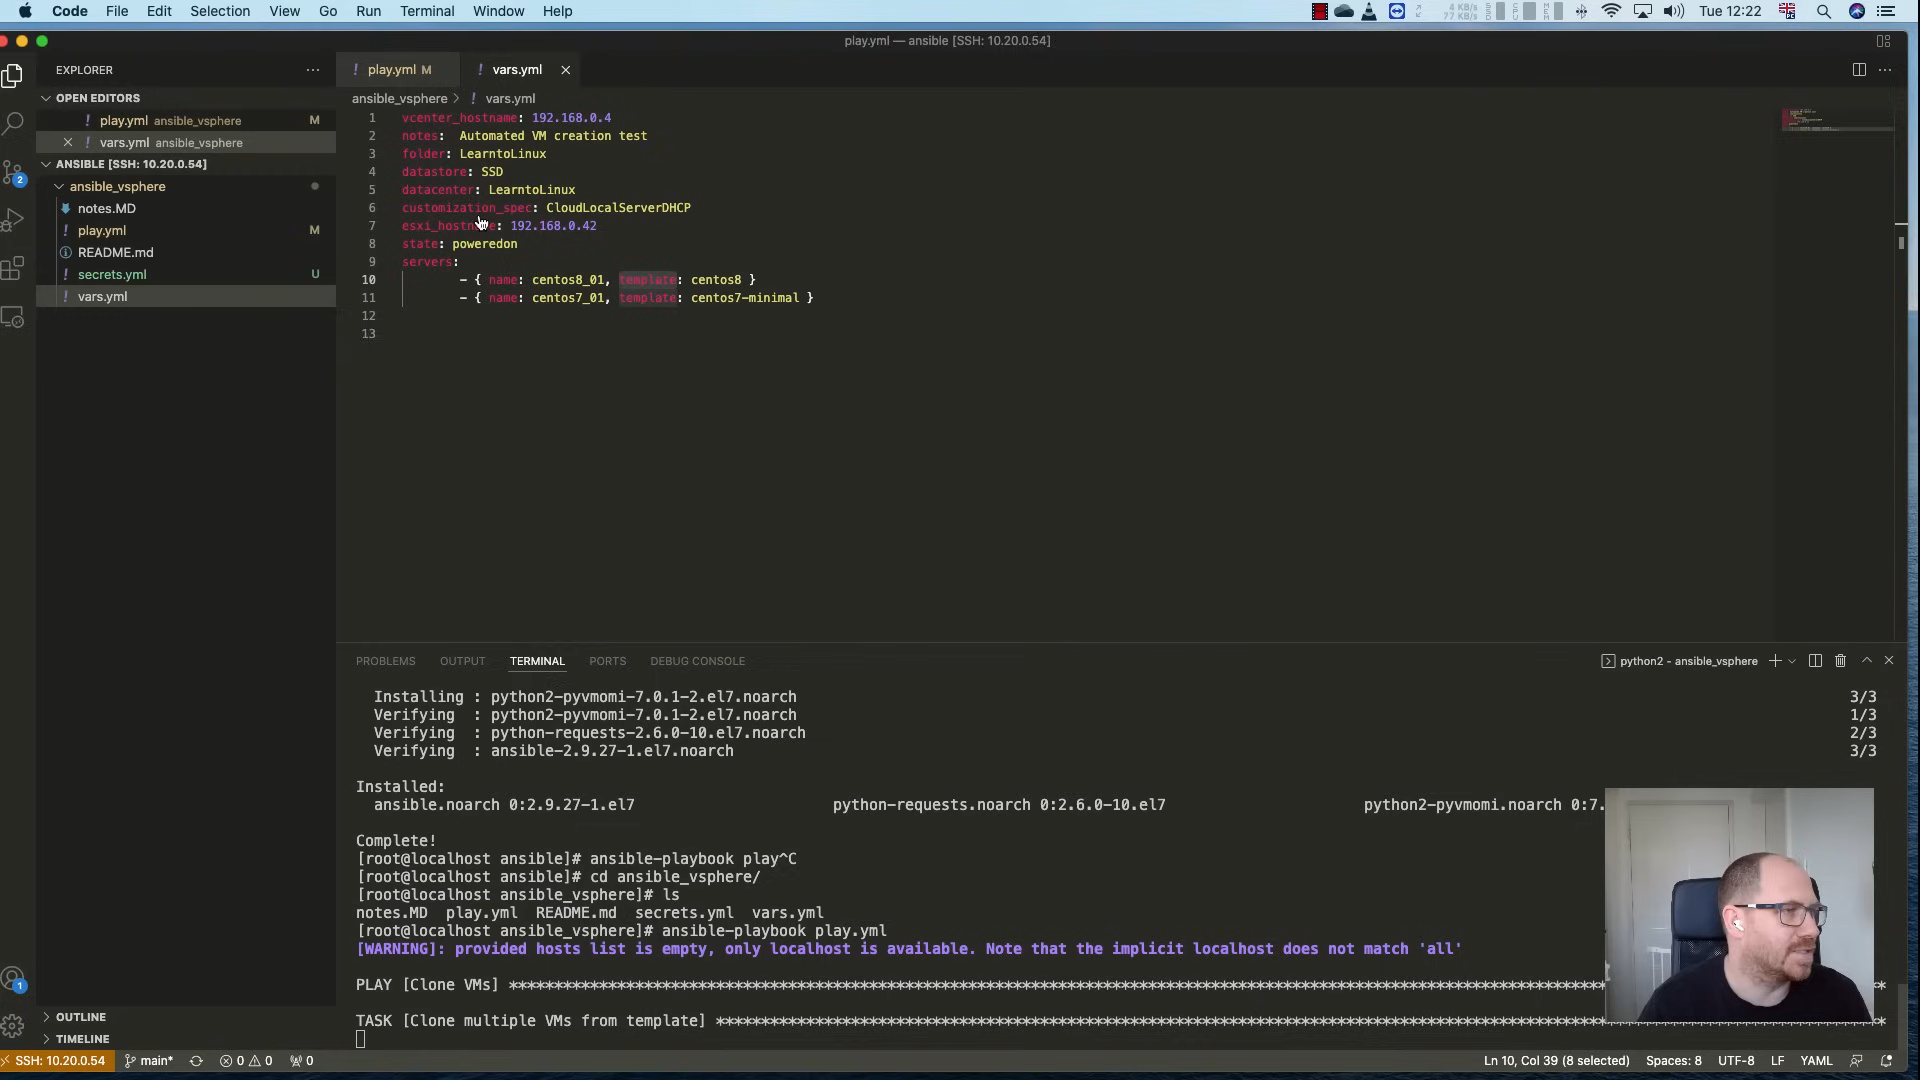 Code File Edit Selection View Go Run Terminal Window Help
4 KB/s
77 KB/s
Tue 12:22
play.yml — ansible [SSH: 10.20.0.54]
EXPLORER
! play.yml M
! vars.yml
OPEN EDITORS
ansible_vsphere > ! vars.yml
! play.yml ansible_vsphere M
! vars.yml ansible_vsphere
ANSIBLE [SSH: 10.20.0.54]
ansible_vsphere
notes.MD
! play.yml M
README.md
! secrets.yml U
! vars.yml
2
1
1 vcenter_hostname: 192.168.0.4
2 notes:  Automated VM creation test
3 folder: LearntoLinux
4 datastore: SSD
5 datacenter: LearntoLinux
6 customization_spec: CloudLocalServerDHCP
7 esxi_hostname: 192.168.0.42
8 state: poweredon
9 servers:
10 - { name: centos8_01, template: centos8 }
11 - { name: centos7_01, template: centos7-minimal }
12
13
PROBLEMS OUTPUT TERMINAL PORTS DEBUG CONSOLE
python2 - ansible_vsphere
Installing : python2-pyvmomi-7.0.1-2.el7.noarch 3/3
Verifying  : python2-pyvmomi-7.0.1-2.el7.noarch 1/3
Verifying  : python-requests-2.6.0-10.el7.noarch 2/3
Verifying  : ansible-2.9.27-1.el7.noarch 3/3
Installed:
ansible.noarch 0:2.9.27-1.el7 python-requests.noarch 0:2.6.0-10.el7 python2-pyvmomi.noarch 0:7.
Complete!
[root@localhost ansible]# ansible-playbook play^C
[root@localhost ansible]# cd ansible_vsphere/
[root@localhost ansible_vsphere]# ls
notes.MD  play.yml  README.md  secrets.yml  vars.yml
[root@localhost ansible_vsphere]# ansible-playbook play.yml
[WARNING]: provided hosts list is empty, only localhost is available. Note that the implicit localhost does not match 'all'
PLAY [Clone VMs] ****************************************
TASK [Clone multiple VMs from template] ****************************************
OUTLINE
TIMELINE
SSH: 10.20.0.54 main* 0 0 0
Ln 10, Col 39 (8 selected) Spaces: 8 UTF-8 LF YAML